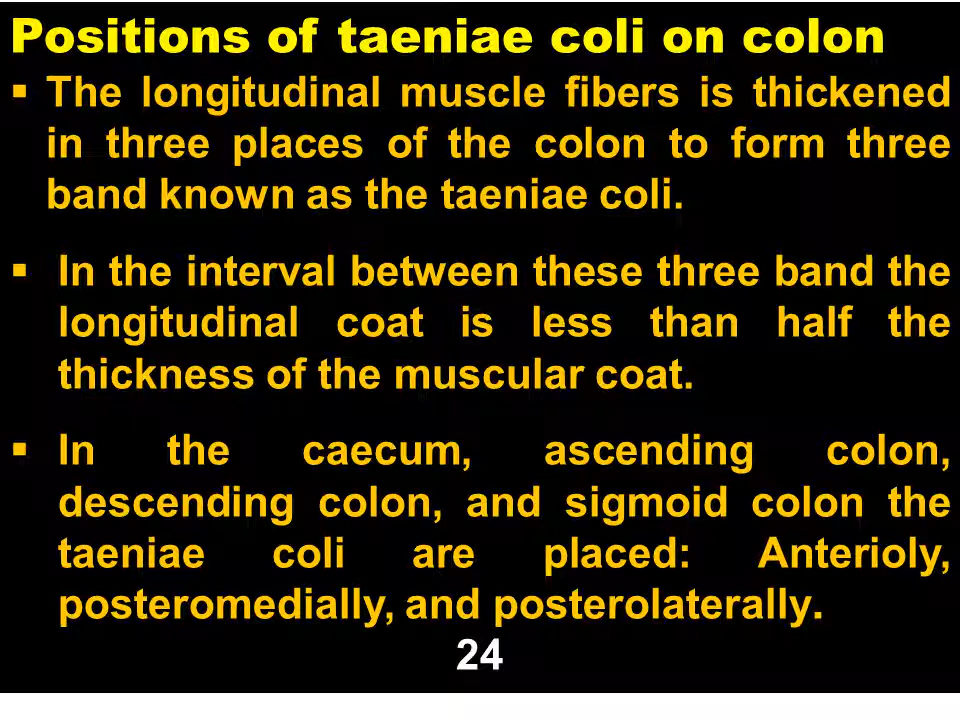 Positions of taeniae coli on colon
▪ The longitudinal muscle fibers is thickened
in three places of the colon to form three
band known as the taeniae coli.
▪ In the interval between these three band the
longitudinal coat is less than half the
thickness of the muscular coat.
▪ In the caecum, ascending colon,
descending colon, and sigmoid colon the
taeniae coli are placed: Anterioly,
posteromedially, and posterolaterally.
24